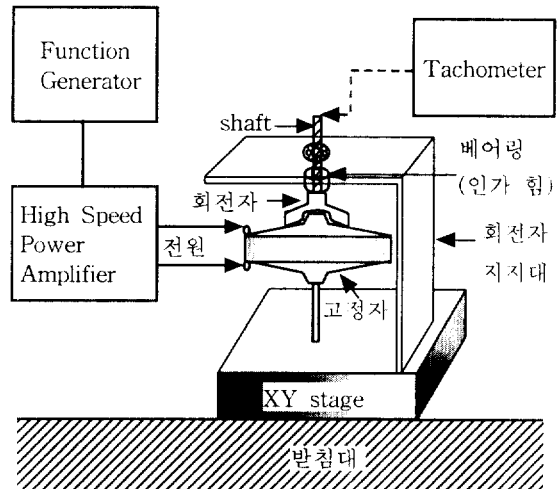 Function
Generator
Tachometer
shaft
베어링
(인가 힘)
회전자
High Speed
Power
Amplifier
전원
회전자
지지대
고정자
XY stage
받침대